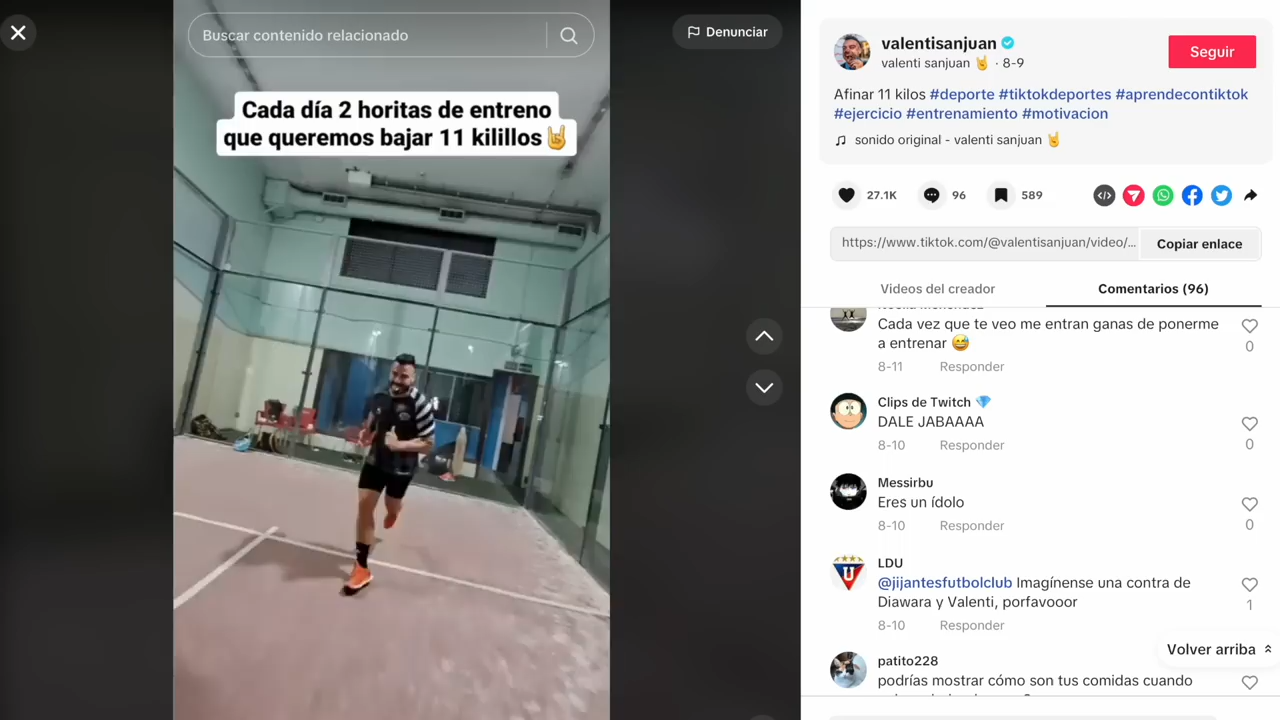 Buscar contenido relacionado
Denunciar
Cada día 2 horitas de entreno
que queremos bajar 11 kilillos🤘
valentisanjuan
valenti sanjuan 🤘 · 8-9
Seguir
Afinar 11 kilos #deporte #tiktokdeportes #aprendecontiktok
#ejercicio #entrenamiento #motivacion
sonido original - valenti sanjuan 🤘
27.1K
96
589
https://www.tiktok.com/@valentisanjuan/video/...
Copiar enlace
Videos del creador
Comentarios (96)
Cada vez que te veo me entran ganas de ponerme
a entrenar 😅
0
8-11 Responder
Clips de Twitch 💎
DALE JABAAAA
0
8-10 Responder
Messirbu
Eres un ídolo
0
8-10 Responder
LDU
@jijantesfutbolclub Imagínense una contra de
Diawara y Valenti, porfavooor
1
8-10 Responder
Volver arriba
patito228
podrías mostrar cómo son tus comidas cuando